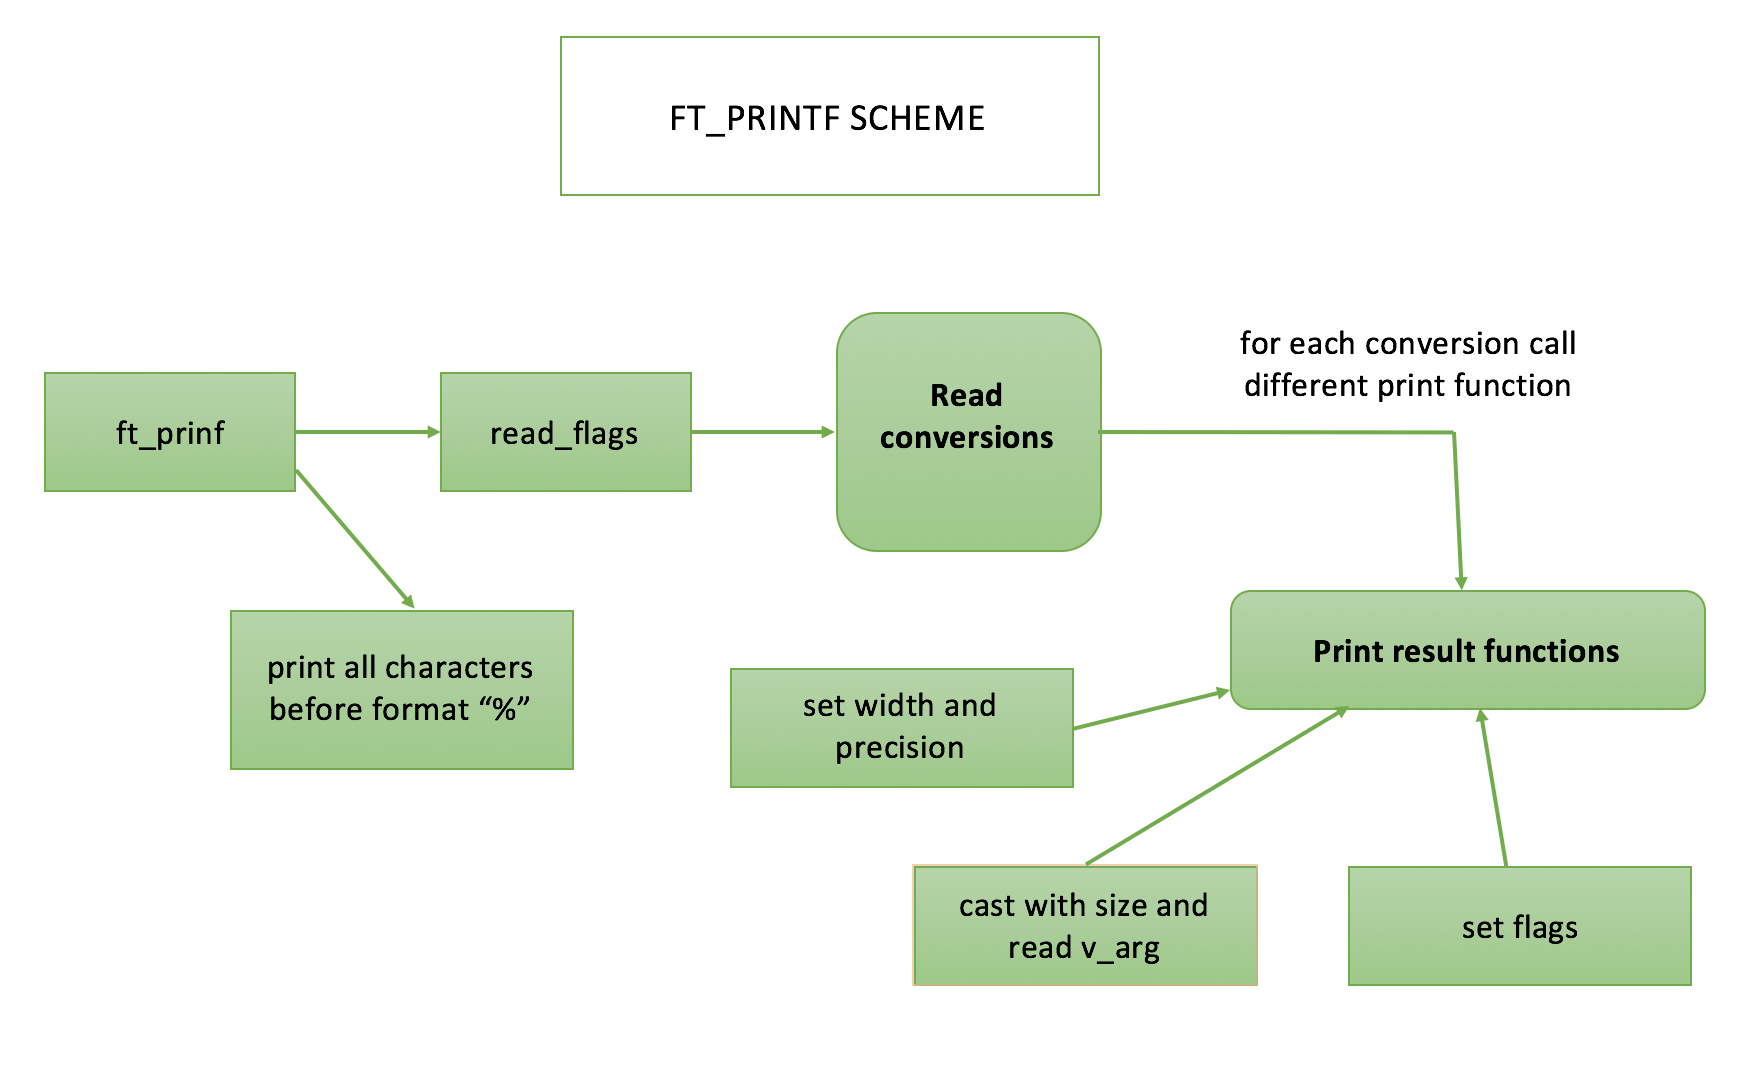 FT_PRINTF SCHEME
for each conversion call
different print function
Read
conversions
ft_prinf
read_flags
Print result functions
print all characters
before format “%”
set width and
precision
cast with size and
read v_arg
set flags